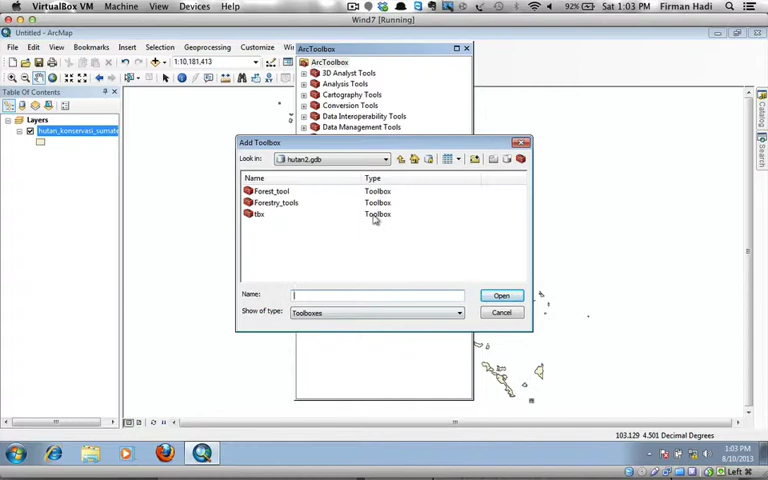 VirtualBox VM Machine View Devices Help 92% Sat 1:03 PM Firman Hadi
Wind7 [Running]
Untitled - ArcMap
File Edit View Bookmarks Insert Selection Geoprocessing Customize Win
1:10,181,413
Table Of Contents
Layers
hutan_konservasi_sumate
ArcToolbox
ArcToolbox
3D Analyst Tools
Analysis Tools
Cartography Tools
Conversion Tools
Data Interoperability Tools
Data Management Tools
Add Toolbox
Look in: hutan2.gdb
Name Type
Forest_tool Toolbox
Forestry_tools Toolbox
tbx Toolbox
Name:
Open
Show of type: Toolboxes
Cancel
Catalog
Search
103.129 4.501 Decimal Degrees
1:03 PM
8/10/2013
Left ⌘